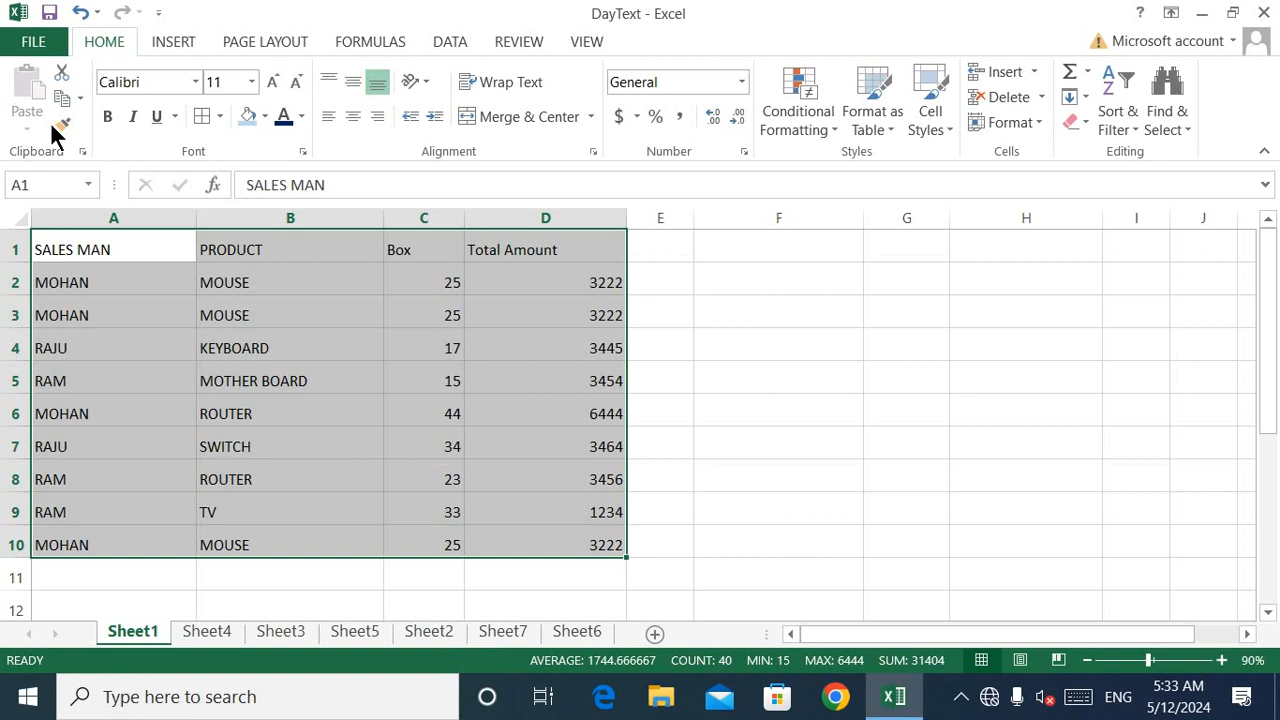 DayText - Excel
FILE HOME INSERT PAGE LAYOUT FORMULAS DATA REVIEW VIEW Microsoft account
Paste
Calibri 11
Wrap Text
Merge & Center
General
$ % ,
Conditional Formatting
Format as Table
Cell Styles
Insert
Delete
Format
Sort & Filter
Find & Select
Clipboard Font Alignment Number Styles Cells Editing
A1 SALES MAN
A B C D E F G H I J
1 SALES MAN PRODUCT Box Total Amount
2 MOHAN MOUSE 25 3222
3 MOHAN MOUSE 25 3222
4 RAJU KEYBOARD 17 3445
5 RAM MOTHER BOARD 15 3454
6 MOHAN ROUTER 44 6444
7 RAJU SWITCH 34 3464
8 RAM ROUTER 23 3456
9 RAM TV 33 1234
10 MOHAN MOUSE 25 3222
11
12
Sheet1 Sheet4 Sheet3 Sheet5 Sheet2 Sheet7 Sheet6
READY AVERAGE: 1744.666667 COUNT: 40 MIN: 15 MAX: 6444 SUM: 31404 90%
Type here to search ENG 5:33 AM
5/12/2024